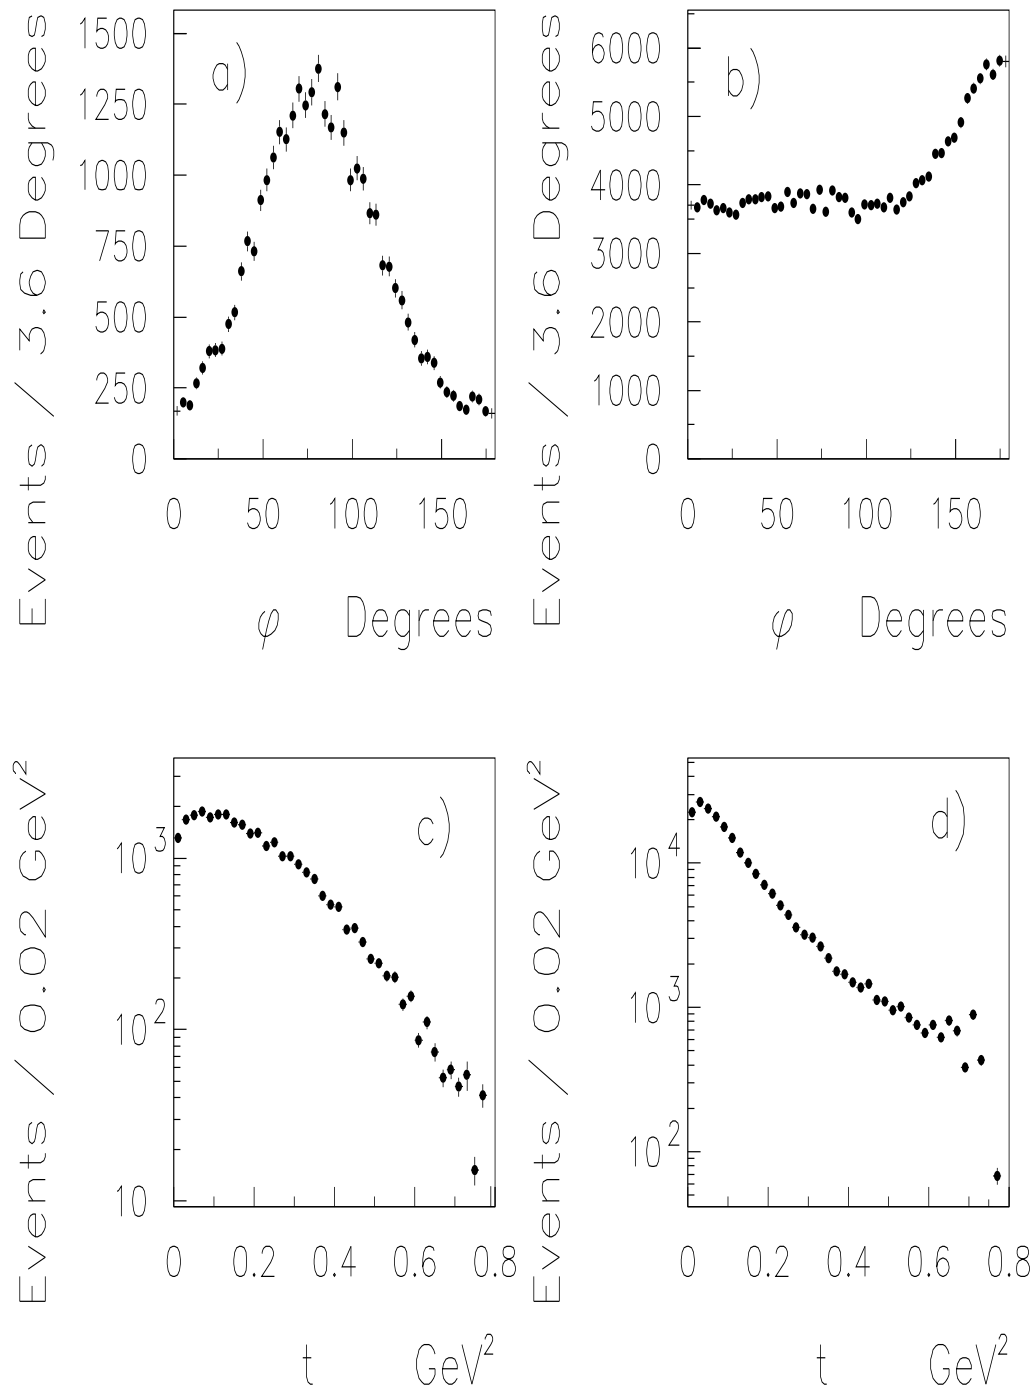 Events / 3.6 Degrees
1500
1250
1000
750
500
250
0
a)
0 50 100 150
φ Degrees
Events / 3.6 Degrees
6000
5000
4000
3000
2000
1000
0
b)
0 50 100 150
φ Degrees
Events / 0.02 GeV²
10³
10²
10
c)
0 0.2 0.4 0.6 0.8
t GeV²
Events / 0.02 GeV²
10⁴
10³
10²
d)
0 0.2 0.4 0.6 0.8
t GeV²